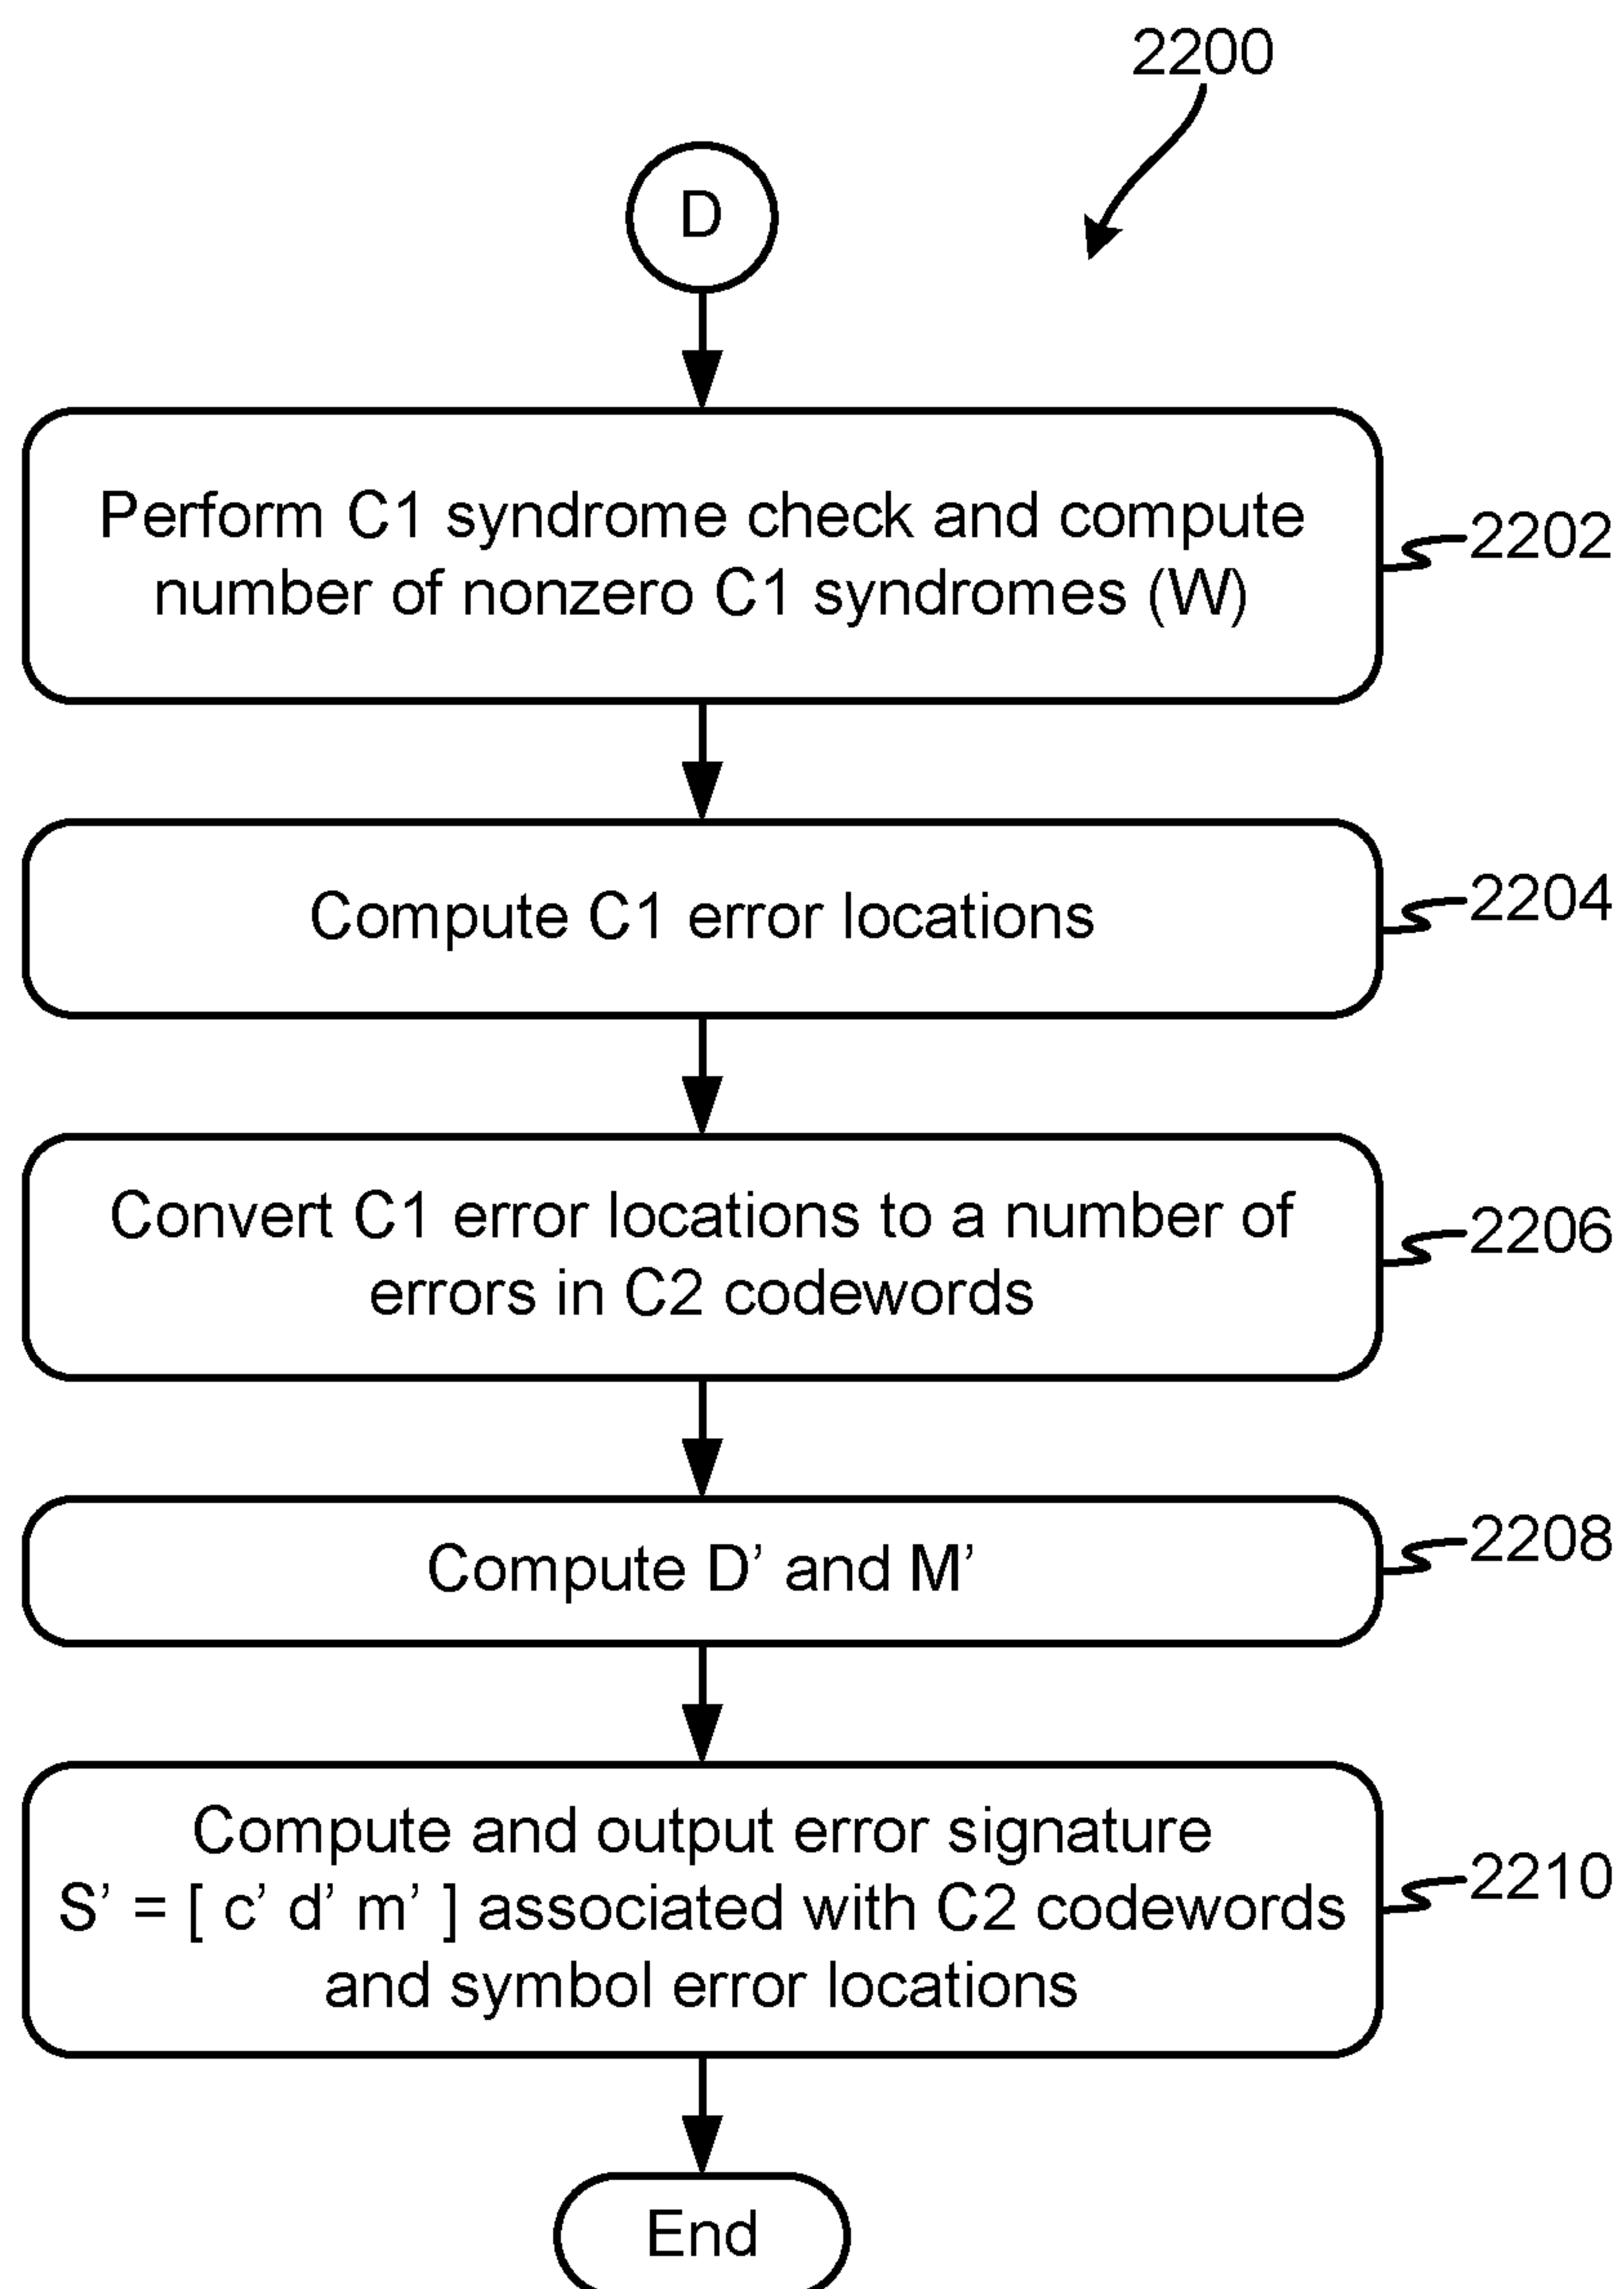 2200
D
Perform C1 syndrome check and compute
number of nonzero C1 syndromes (W)
2202
Compute C1 error locations
2204
Convert C1 error locations to a number of
errors in C2 codewords
2206
Compute D’ and M’
2208
Compute and output error signature
S’ = [ c’ d’ m’ ] associated with C2 codewords
and symbol error locations
2210
End